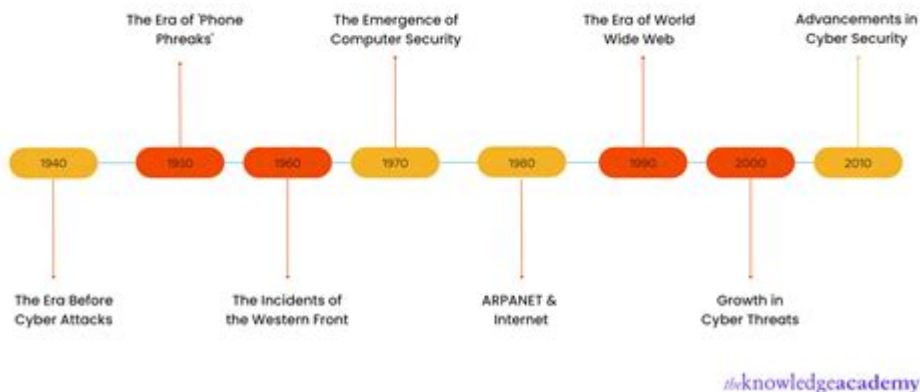 The Era of 'Phone
Phreaks'
The Emergence of
Computer Security
The Era of World
Wide Web
Advancements in
Cyber Security
1940
1950
1960
1970
1980
1990
2000
2010
The Era Before
Cyber Attacks
The Incidents of
the Western Front
ARPANET &
Internet
Growth in
Cyber Threats
theknowledgeacademy